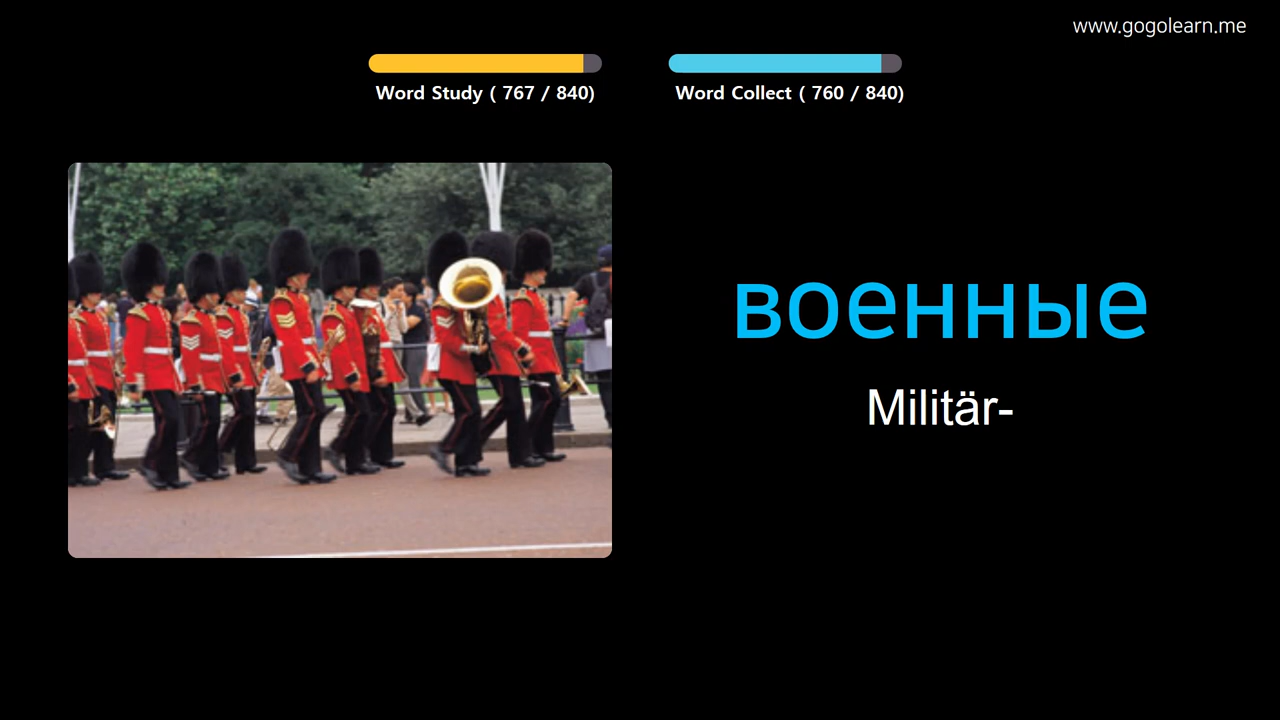 www.gogolearn.me
Word Study ( 767 / 840)
Word Collect ( 760 / 840)
военные
Militär-